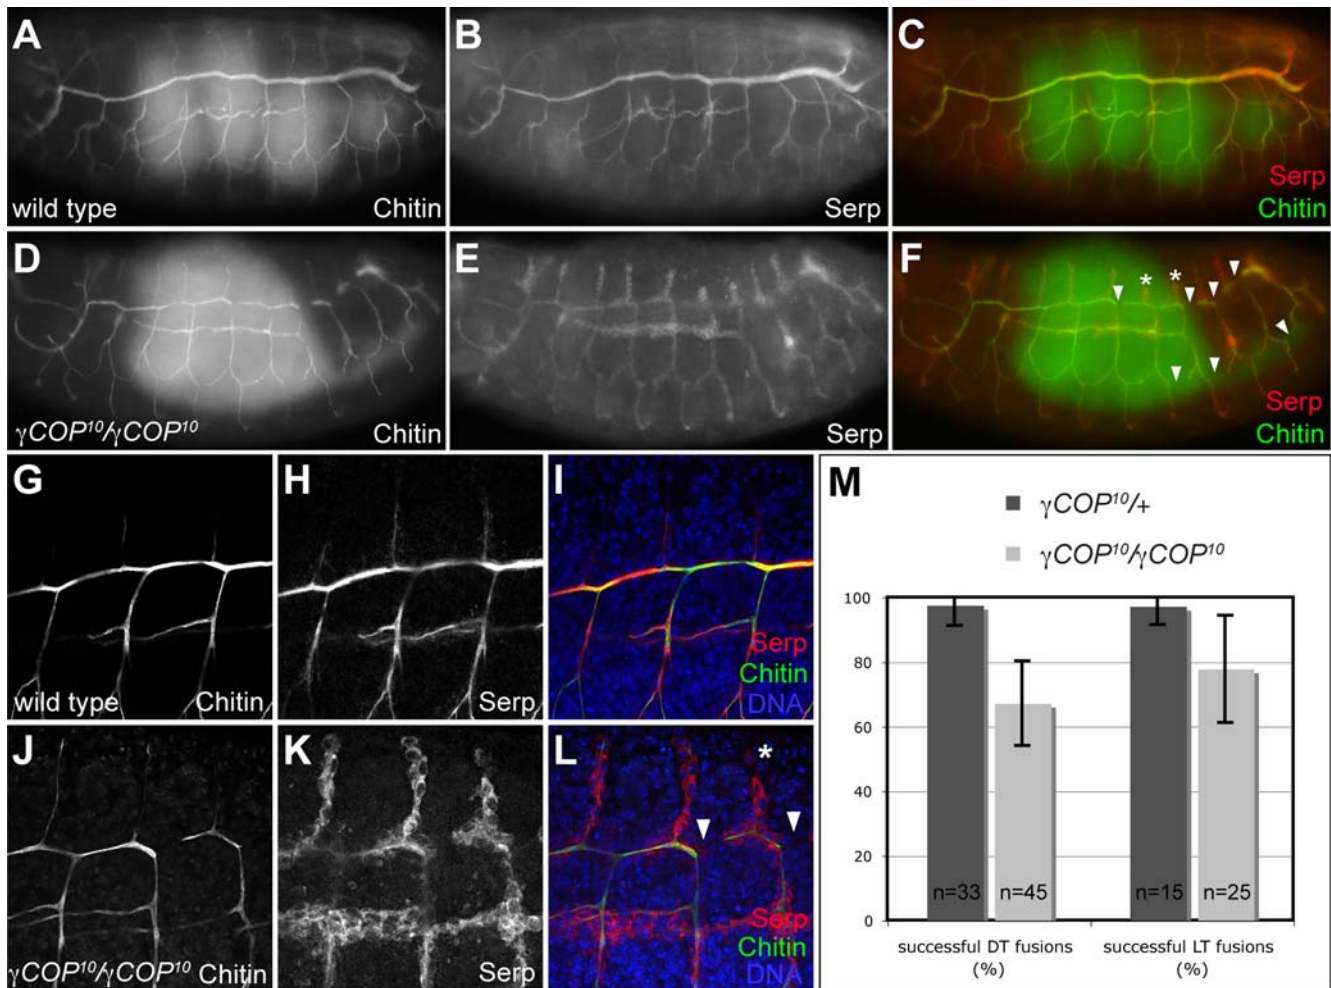 A
wild type
Chitin
B
Serp
C
Serp
Chitin
D
γCOP¹⁰/γCOP¹⁰
Chitin
E
Serp
F
*
*
Serp
Chitin
G
wild type
Chitin
H
Serp
I
Serp
Chitin
DNA
J
γCOP¹⁰/γCOP¹⁰
Chitin
K
Serp
L
*
Serp
Chitin
DNA
M
γCOP¹⁰/+
γCOP¹⁰/γCOP¹⁰
100
80
60
40
20
0
n=33
n=45
n=15
n=25
successful DT fusions
(%)
successful LT fusions
(%)